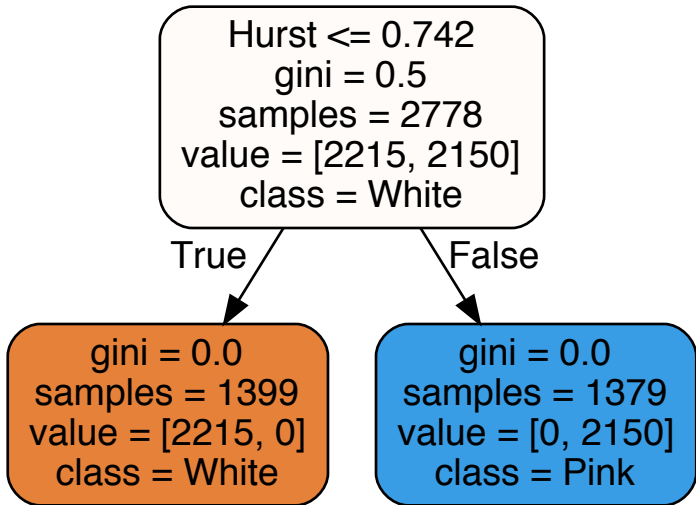 Hurst <= 0.742
gini = 0.5
samples = 2778
value = [2215, 2150]
class = White
True
False
gini = 0.0
samples = 1399
value = [2215, 0]
class = White
gini = 0.0
samples = 1379
value = [0, 2150]
class = Pink